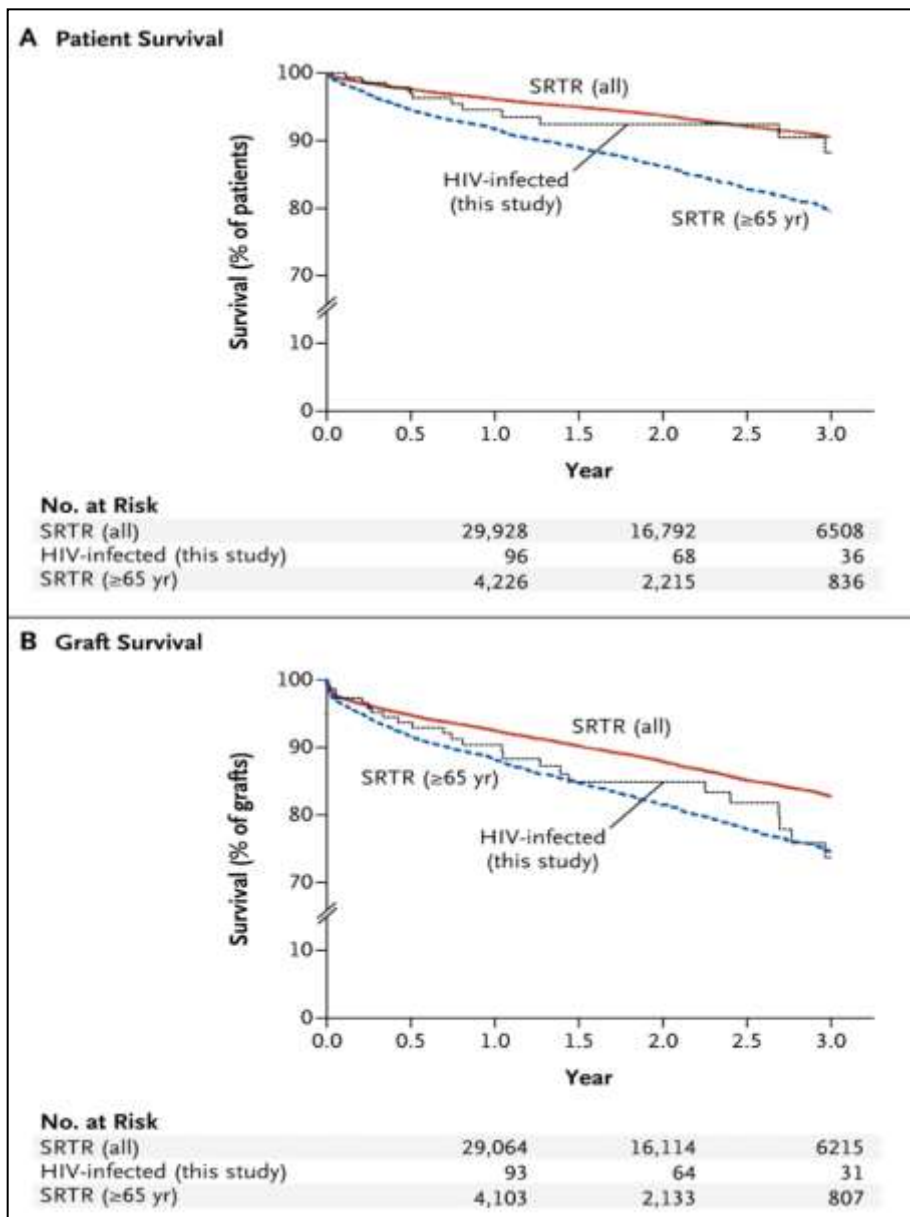 A Patient Survival
100
90
80
70
10
0
Survival (% of patients)
SRTR (all)
HIV-infected
(this study)
SRTR (≥65 yr)
0.0 0.5 1.0 1.5 2.0 2.5 3.0
Year
No. at Risk
SRTR (all) 29,928 16,792 6508
HIV-infected (this study) 96 68 36
SRTR (≥65 yr) 4,226 2,215 836
B Graft Survival
100
90
80
70
10
0
Survival (% of grafts)
SRTR (all)
SRTR (≥65 yr)
HIV-infected
(this study)
0.0 0.5 1.0 1.5 2.0 2.5 3.0
Year
No. at Risk
SRTR (all) 29,064 16,114 6215
HIV-infected (this study) 93 64 31
SRTR (≥65 yr) 4,103 2,133 807